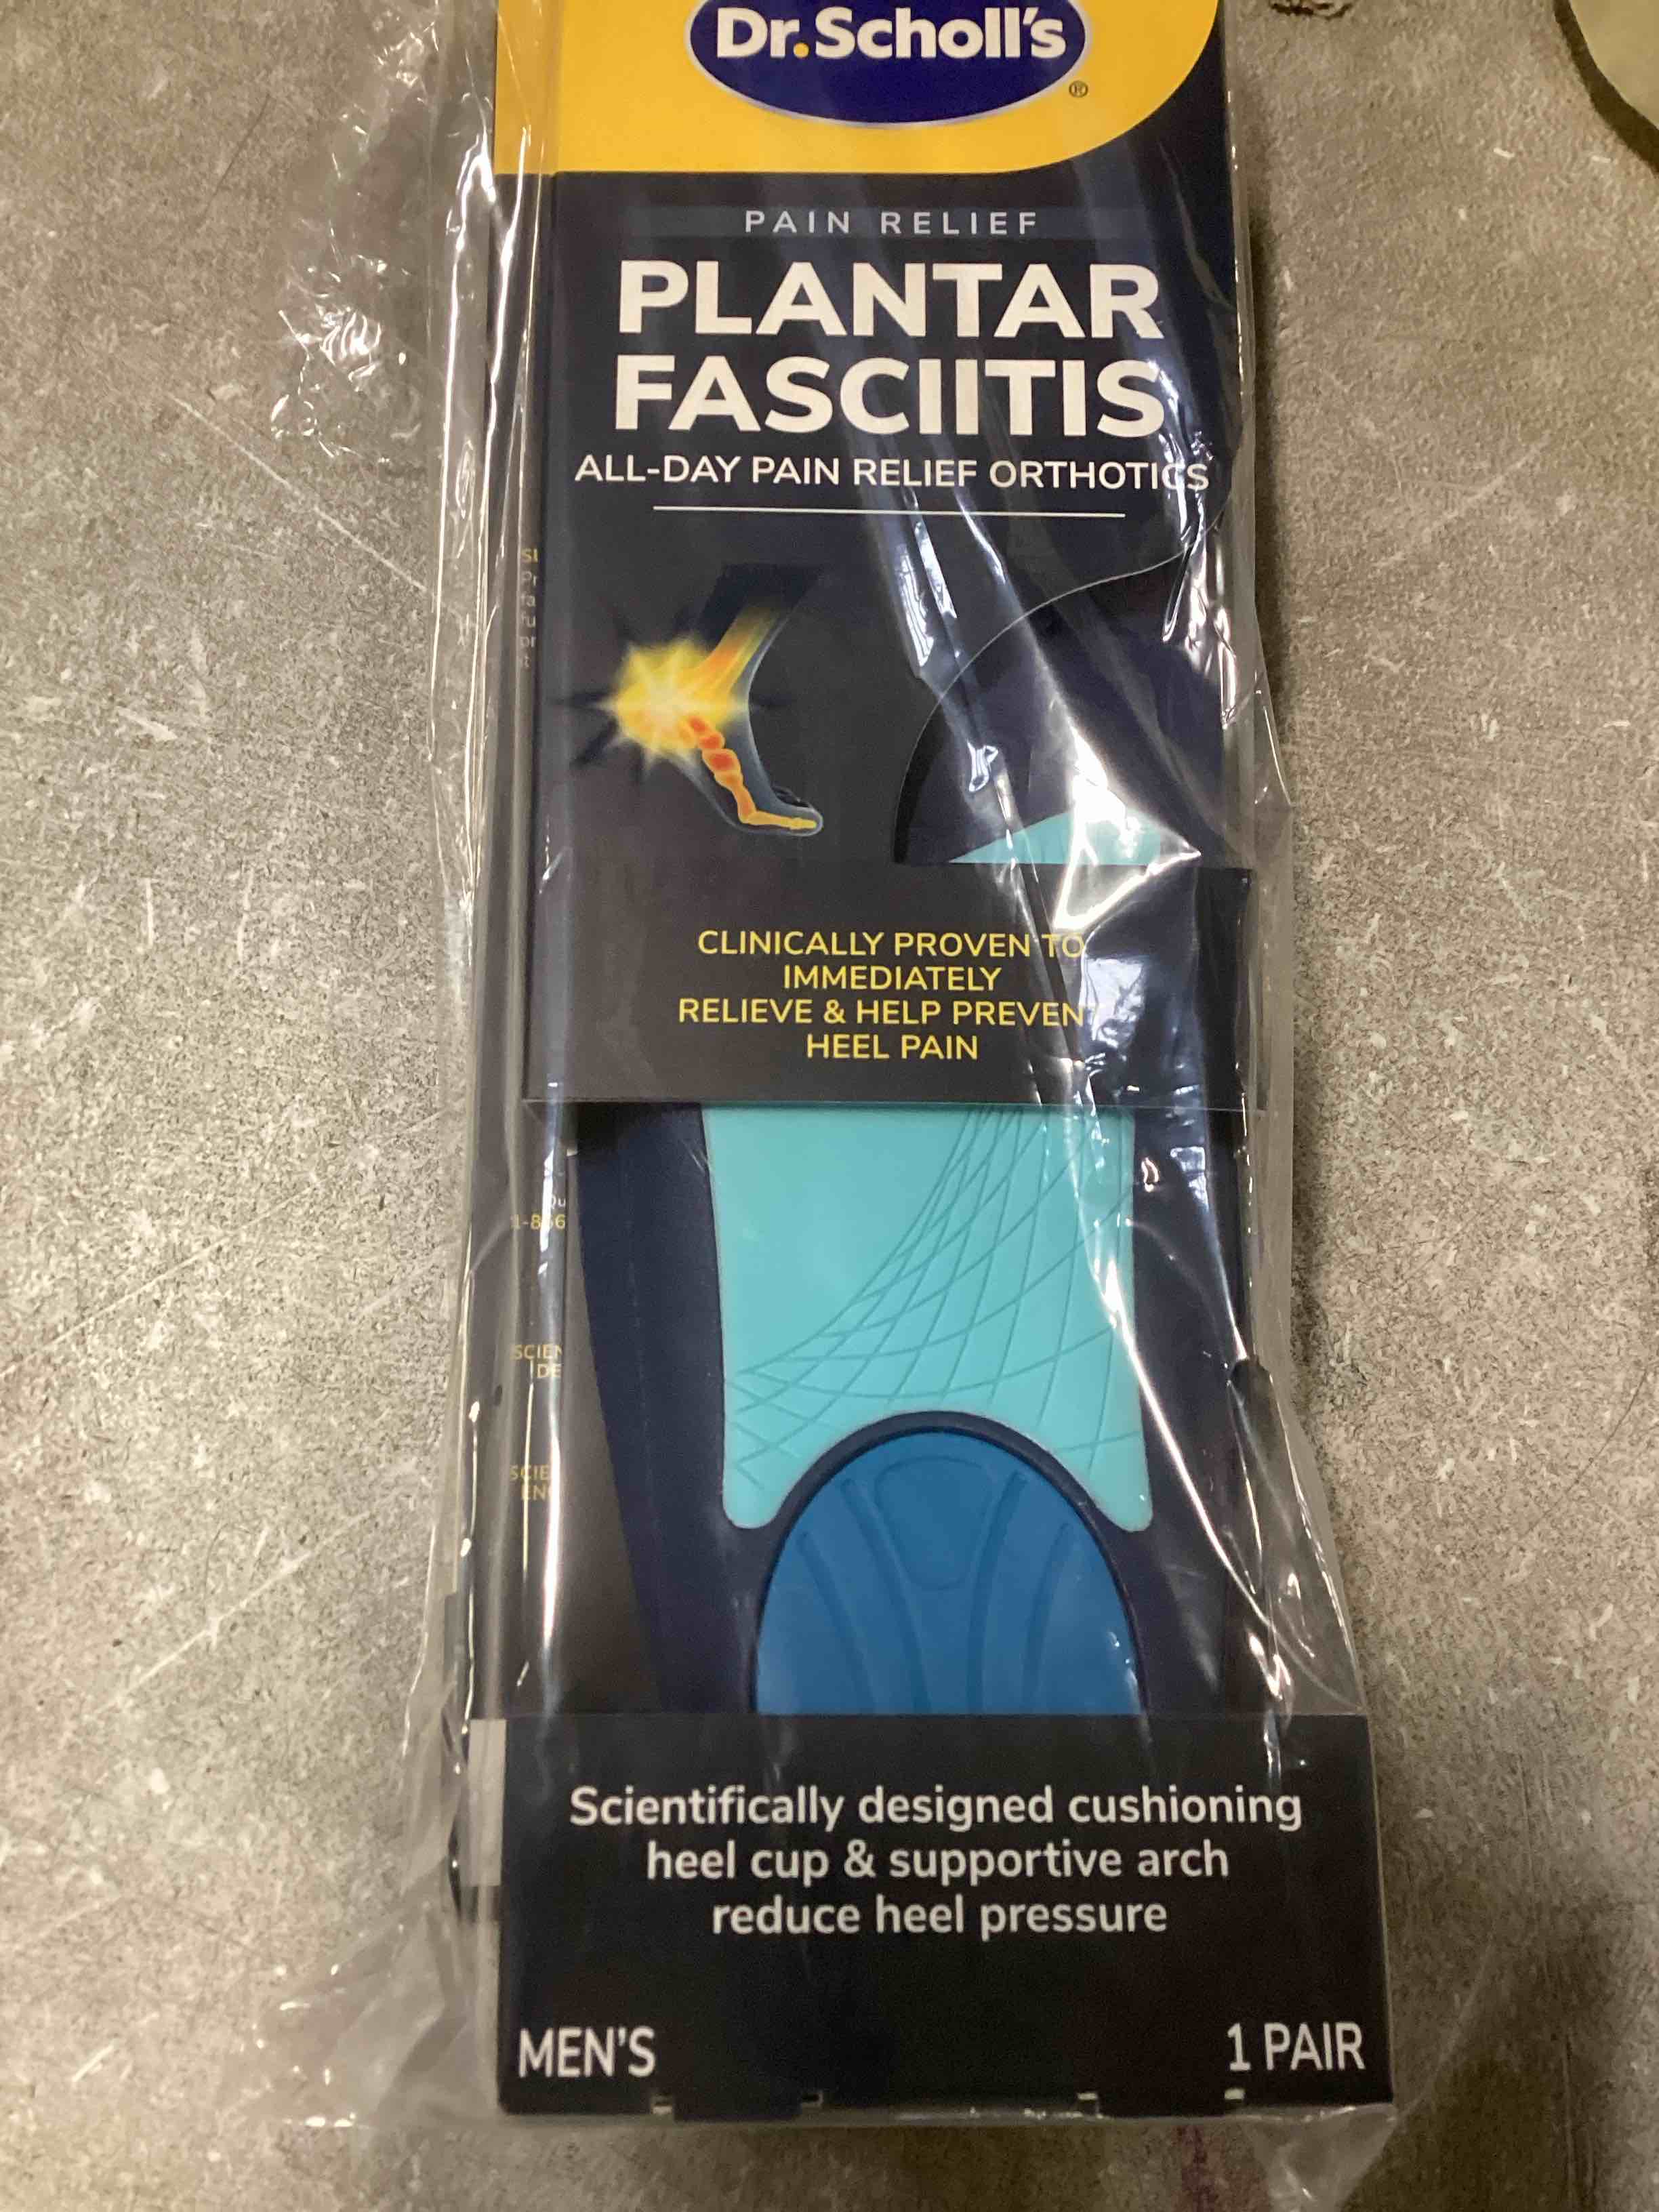 Dr.Scholl's
®
PAIN RELIEF
PLANTAR
FASCIITIS
ALL-DAY PAIN RELIEF ORTHOTICS
CLINICALLY PROVEN TO
IMMEDIATELY
RELIEVE & HELP PREVENT
HEEL PAIN
Scientifically designed cushioning
heel cup & supportive arch
reduce heel pressure
MEN'S
1 PAIR